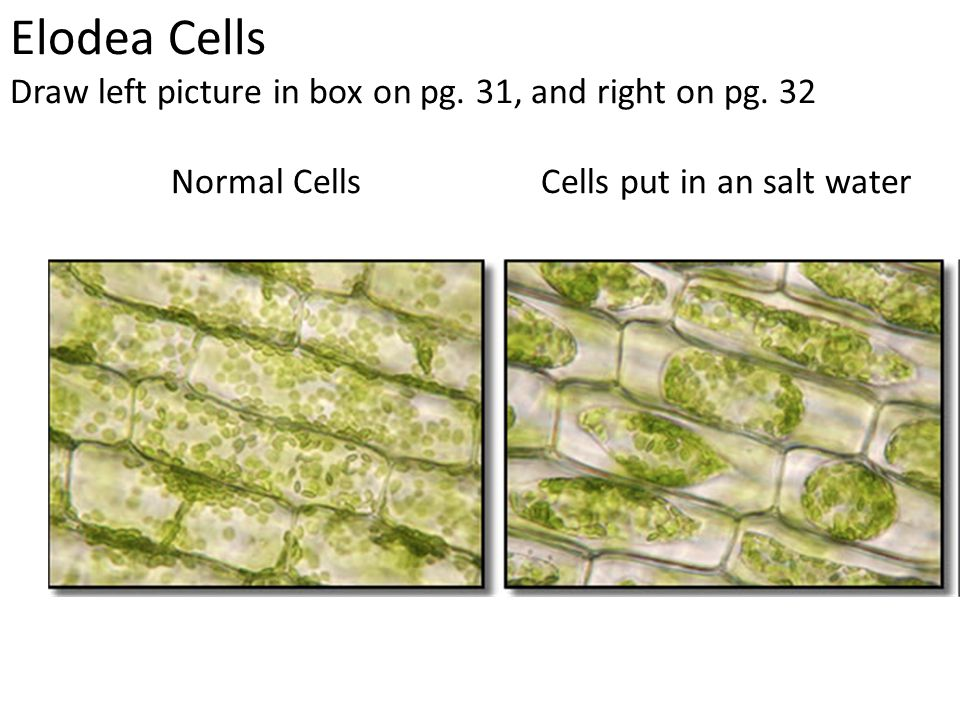 Elodea Cells
Draw left picture in box on pg. 31, and right on pg. 32
Normal Cells
Cells put in an salt water